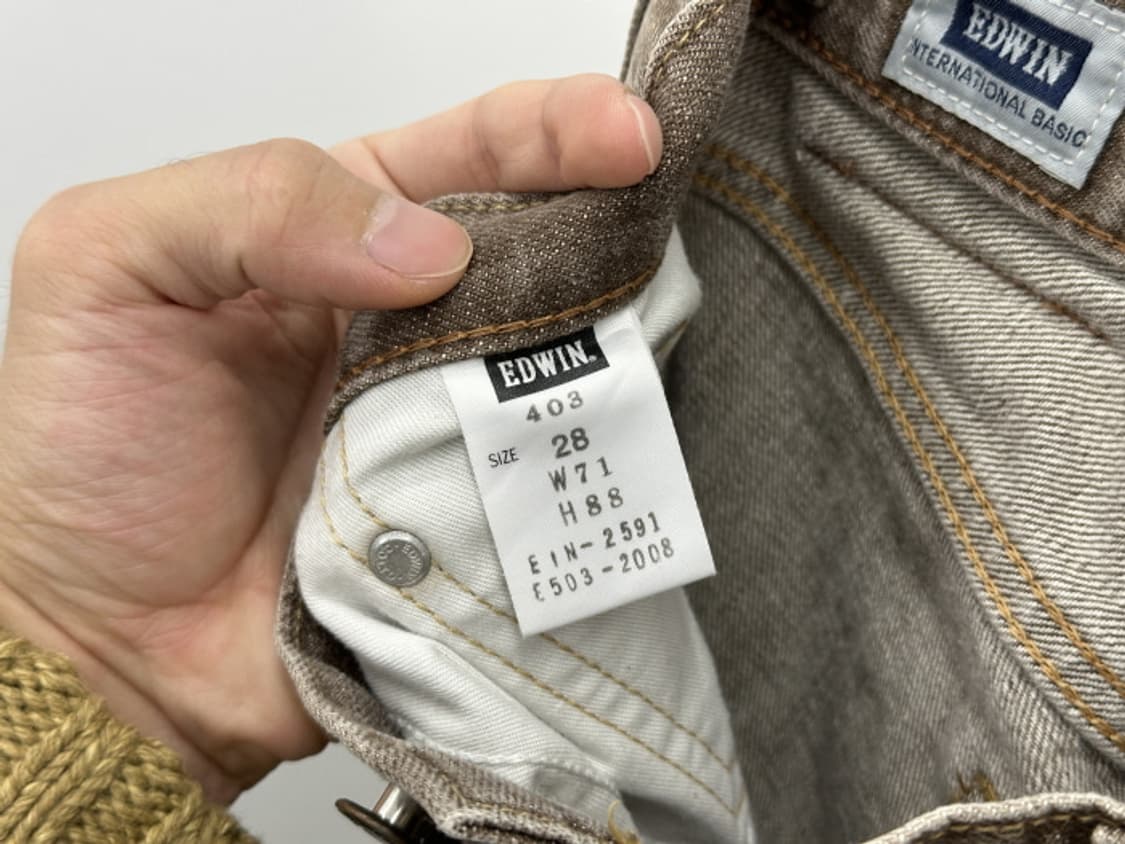 EDWIN
INTERNATIONAL BASIC
EDWIN.
403
SIZE 28
W71
H88
EIN-2591
E503-2008